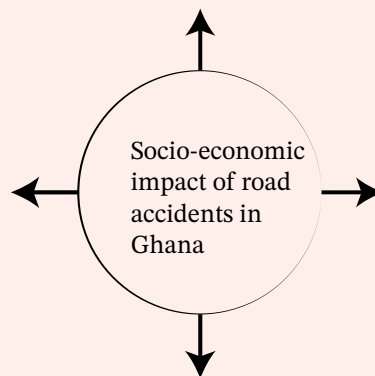 Socio-economic
impact of road
accidents in
Ghana